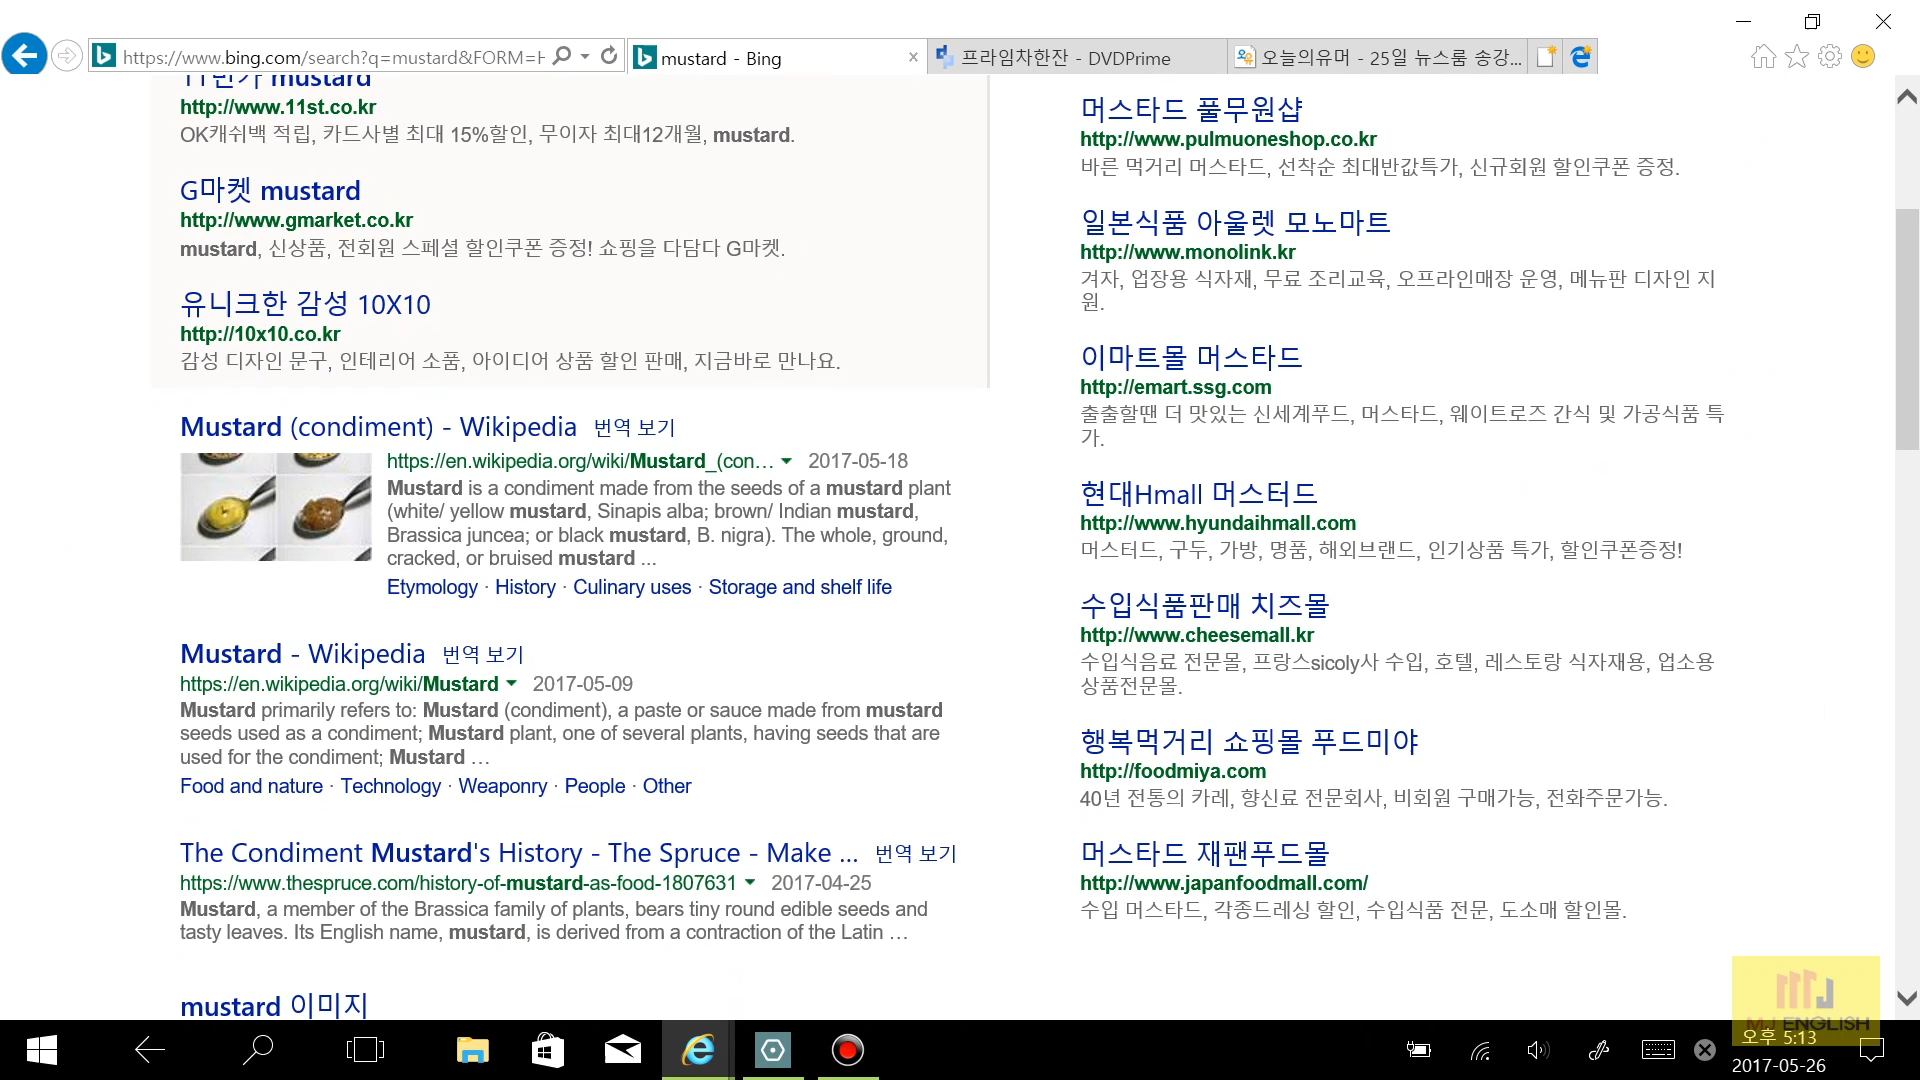 https://www.bing.com/search?q=mustard&FORM=H
mustard - Bing
프라임차한잔 - DVDPrime
오늘의유머 - 25일 뉴스룸 송강...
11번가 mustard
http://www.11st.co.kr
OK캐쉬백 적립, 카드사별 최대 15%할인, 무이자 최대12개월, mustard.
G마켓 mustard
http://www.gmarket.co.kr
mustard, 신상품, 전회원 스페셜 할인쿠폰 증정! 쇼핑을 다담다 G마켓.
유니크한 감성 10X10
http://10x10.co.kr
감성 디자인 문구, 인테리어 소품, 아이디어 상품 할인 판매, 지금바로 만나요.
Mustard (condiment) - Wikipedia 번역 보기
https://en.wikipedia.org/wiki/Mustard_(con... 2017-05-18
Mustard is a condiment made from the seeds of a mustard plant
(white/ yellow mustard, Sinapis alba; brown/ Indian mustard,
Brassica juncea; or black mustard, B. nigra). The whole, ground,
cracked, or bruised mustard ...
Etymology · History · Culinary uses · Storage and shelf life
Mustard - Wikipedia 번역 보기
https://en.wikipedia.org/wiki/Mustard 2017-05-09
Mustard primarily refers to: Mustard (condiment), a paste or sauce made from mustard
seeds used as a condiment; Mustard plant, one of several plants, having seeds that are
used for the condiment; Mustard …
Food and nature · Technology · Weaponry · People · Other
The Condiment Mustard's History - The Spruce - Make ... 번역 보기
https://www.thespruce.com/history-of-mustard-as-food-1807631 2017-04-25
Mustard, a member of the Brassica family of plants, bears tiny round edible seeds and
tasty leaves. Its English name, mustard, is derived from a contraction of the Latin …
mustard 이미지
머스타드 풀무원샵
http://www.pulmuoneshop.co.kr
바른 먹거리 머스타드, 선착순 최대반값특가, 신규회원 할인쿠폰 증정.
일본식품 아울렛 모노마트
http://www.monolink.kr
겨자, 업장용 식자재, 무료 조리교육, 오프라인매장 운영, 메뉴판 디자인 지
원.
이마트몰 머스타드
http://emart.ssg.com
출출할땐 더 맛있는 신세계푸드, 머스타드, 웨이트로즈 간식 및 가공식품 특
가.
현대Hmall 머스터드
http://www.hyundaihmall.com
머스터드, 구두, 가방, 명품, 해외브랜드, 인기상품 특가, 할인쿠폰증정!
수입식품판매 치즈몰
http://www.cheesemall.kr
수입식음료 전문몰, 프랑스sicoly사 수입, 호텔, 레스토랑 식자재용, 업소용
상품전문몰.
행복먹거리 쇼핑몰 푸드미야
http://foodmiya.com
40년 전통의 카레, 향신료 전문회사, 비회원 구매가능, 전화주문가능.
머스타드 재팬푸드몰
http://www.japanfoodmall.com/
수입 머스타드, 각종드레싱 할인, 수입식품 전문, 도소매 할인몰.
MJ ENGLISH
오후 5:13
2017-05-26